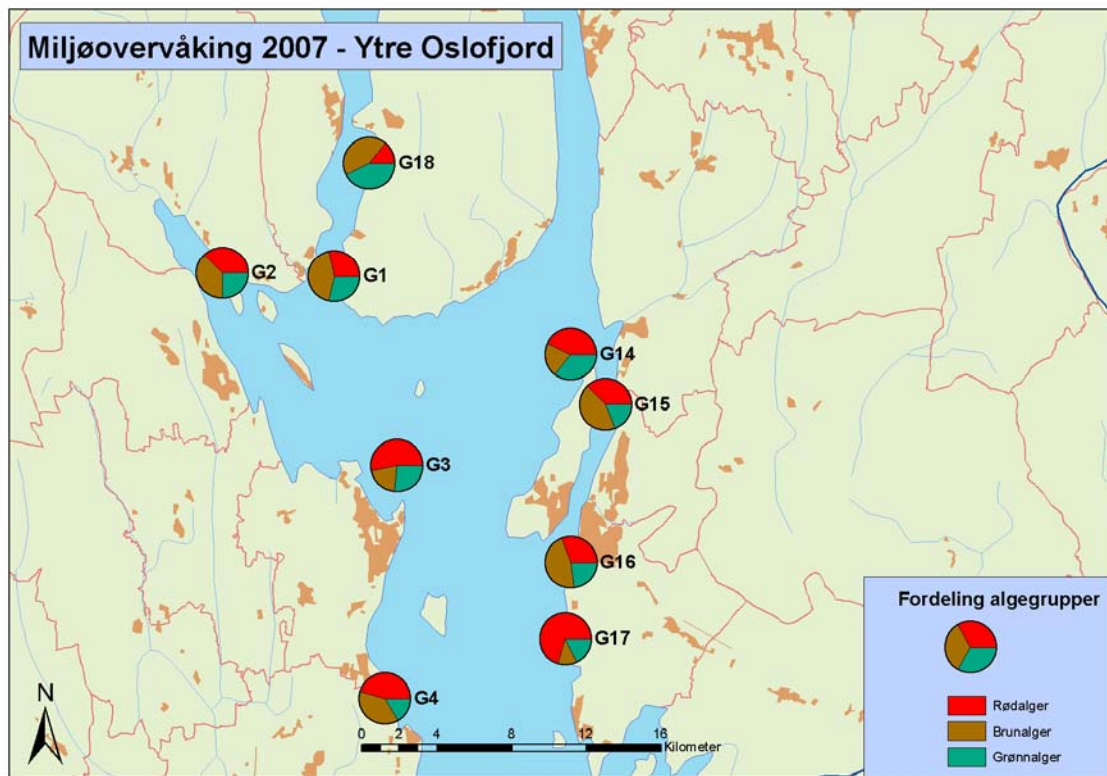 Miljøovervåking 2007 - Ytre Oslofjord
G18
G2
G1
G14
G15
G3
G16
G17
G4
N
0 2 4 8 12 16
Kilometer
Fordeling algegrupper
Rødalger
Brunalger
Grønnalger